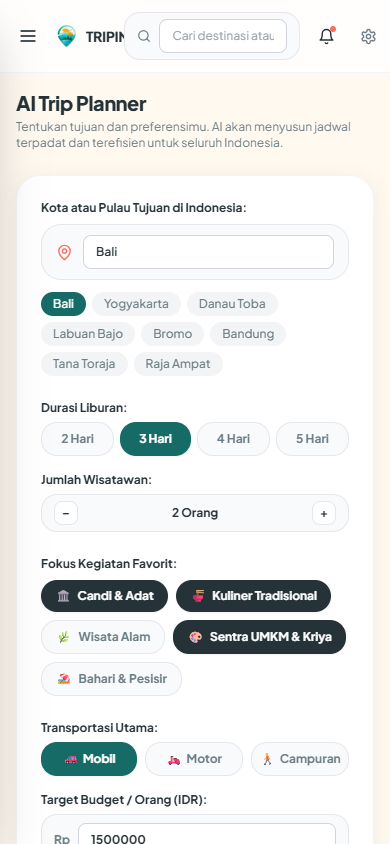 TRIPIN
Cari destinasi atau
AI Trip Planner
Tentukan tujuan dan preferensimu. AI akan menyusun jadwal
terpadat dan terefisien untuk seluruh Indonesia.
Kota atau Pulau Tujuan di Indonesia:
Bali
Bali Yogyakarta Danau Toba
Labuan Bajo Bromo Bandung
Tana Toraja Raja Ampat
Durasi Liburan:
2 Hari 3 Hari 4 Hari 5 Hari
Jumlah Wisatawan:
− 2 Orang +
Fokus Kegiatan Favorit:
Candi & Adat Kuliner Tradisional
Wisata Alam Sentra UMKM & Kriya
Bahari & Pesisir
Transportasi Utama:
Mobil Motor Campuran
Target Budget / Orang (IDR):
Rp 1500000